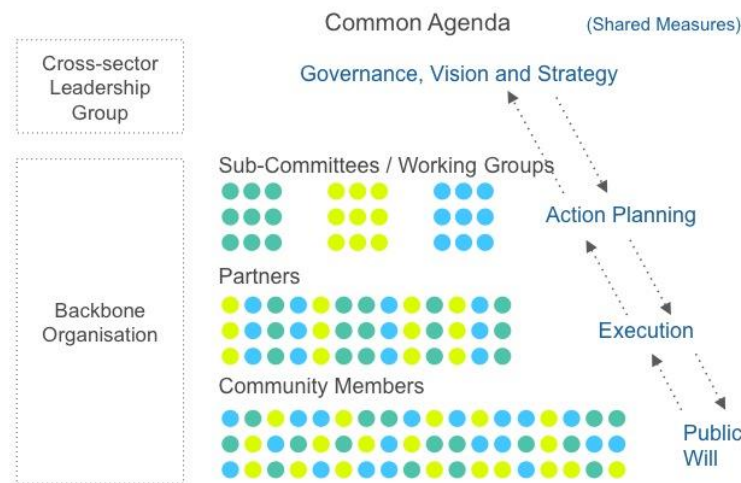 Common Agenda
(Shared Measures)
Cross-sector
Leadership
Group
Governance, Vision and Strategy
Sub-Committees / Working Groups
Action Planning
Partners
Backbone
Organisation
Execution
Community Members
Public
Will